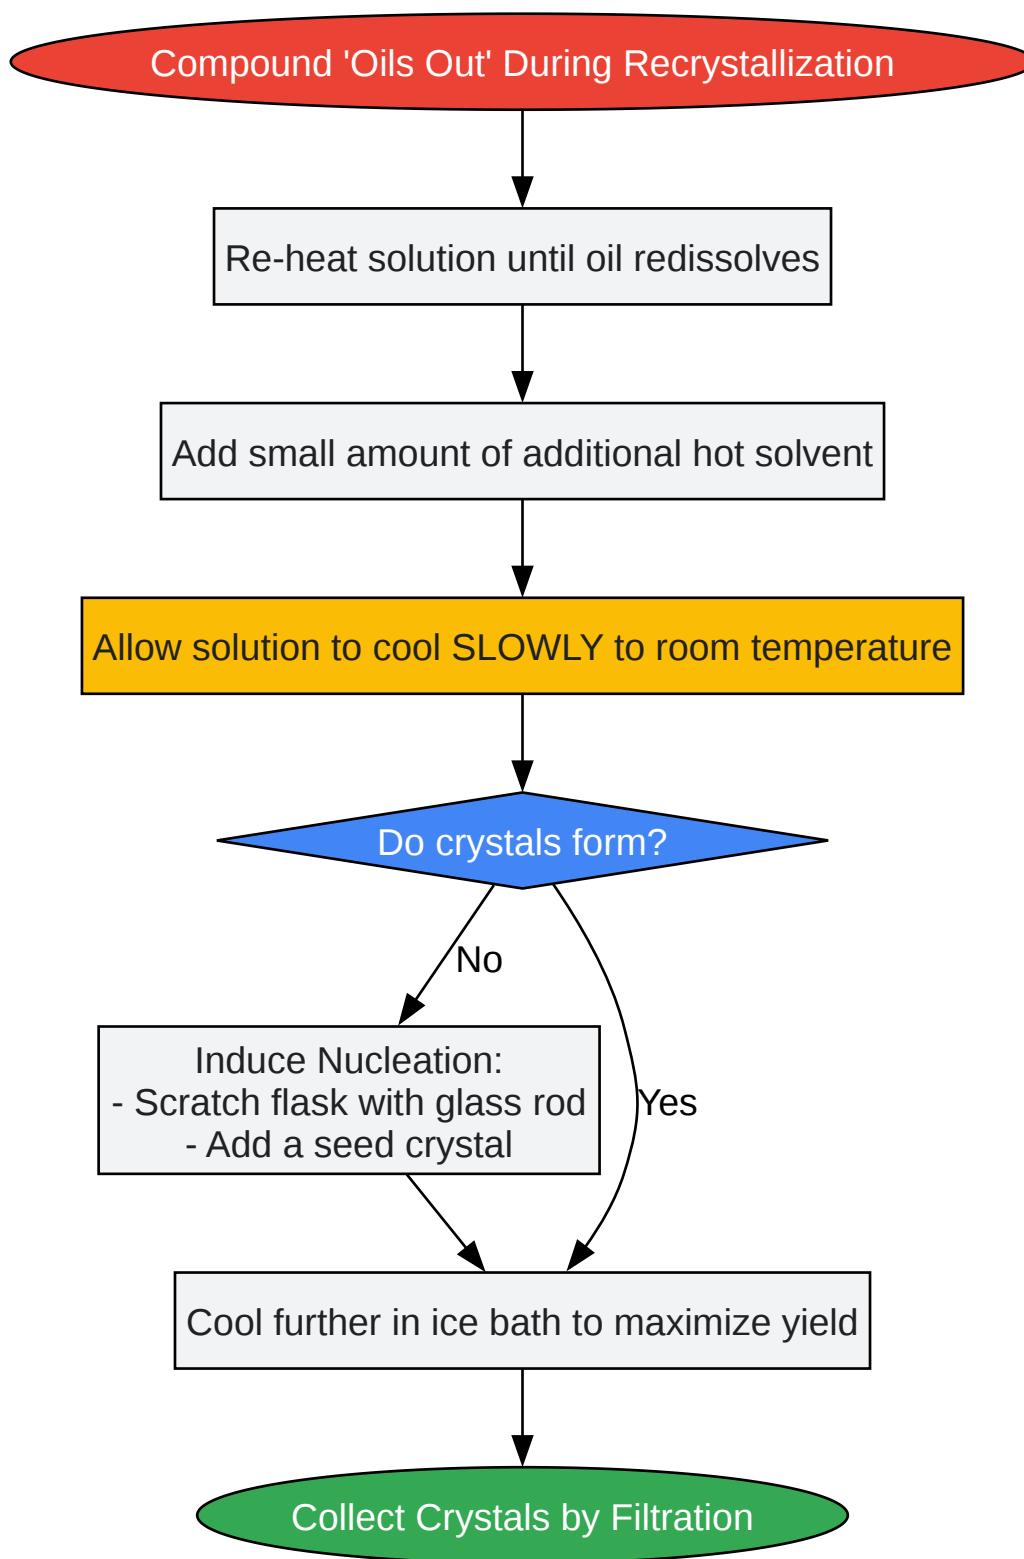 Compound 'Oils Out' During Recrystallization
Re-heat solution until oil redissolves
Add small amount of additional hot solvent
Allow solution to cool SLOWLY to room temperature
Do crystals form?
No
Induce Nucleation:
- Scratch flask with glass rod
- Add a seed crystal
Yes
Cool further in ice bath to maximize yield
Collect Crystals by Filtration